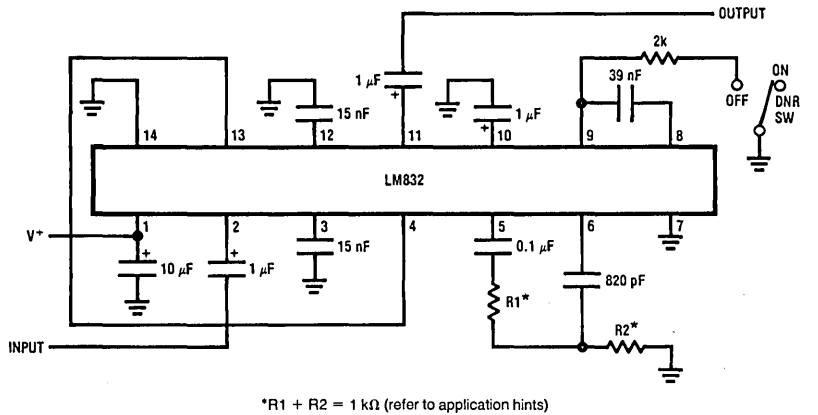 OUTPUT
2k
39 nF
ON
OFF
DNR
SW
1 µF
+
15 nF
1 µF
+
14
13
12
11
10
9
8
LM832
1
2
3
4
5
6
7
V+
+
10 µF
+
1 µF
15 nF
0.1 µF
820 pF
R1*
R2*
INPUT
*R1 + R2 = 1 kΩ (refer to application hints)